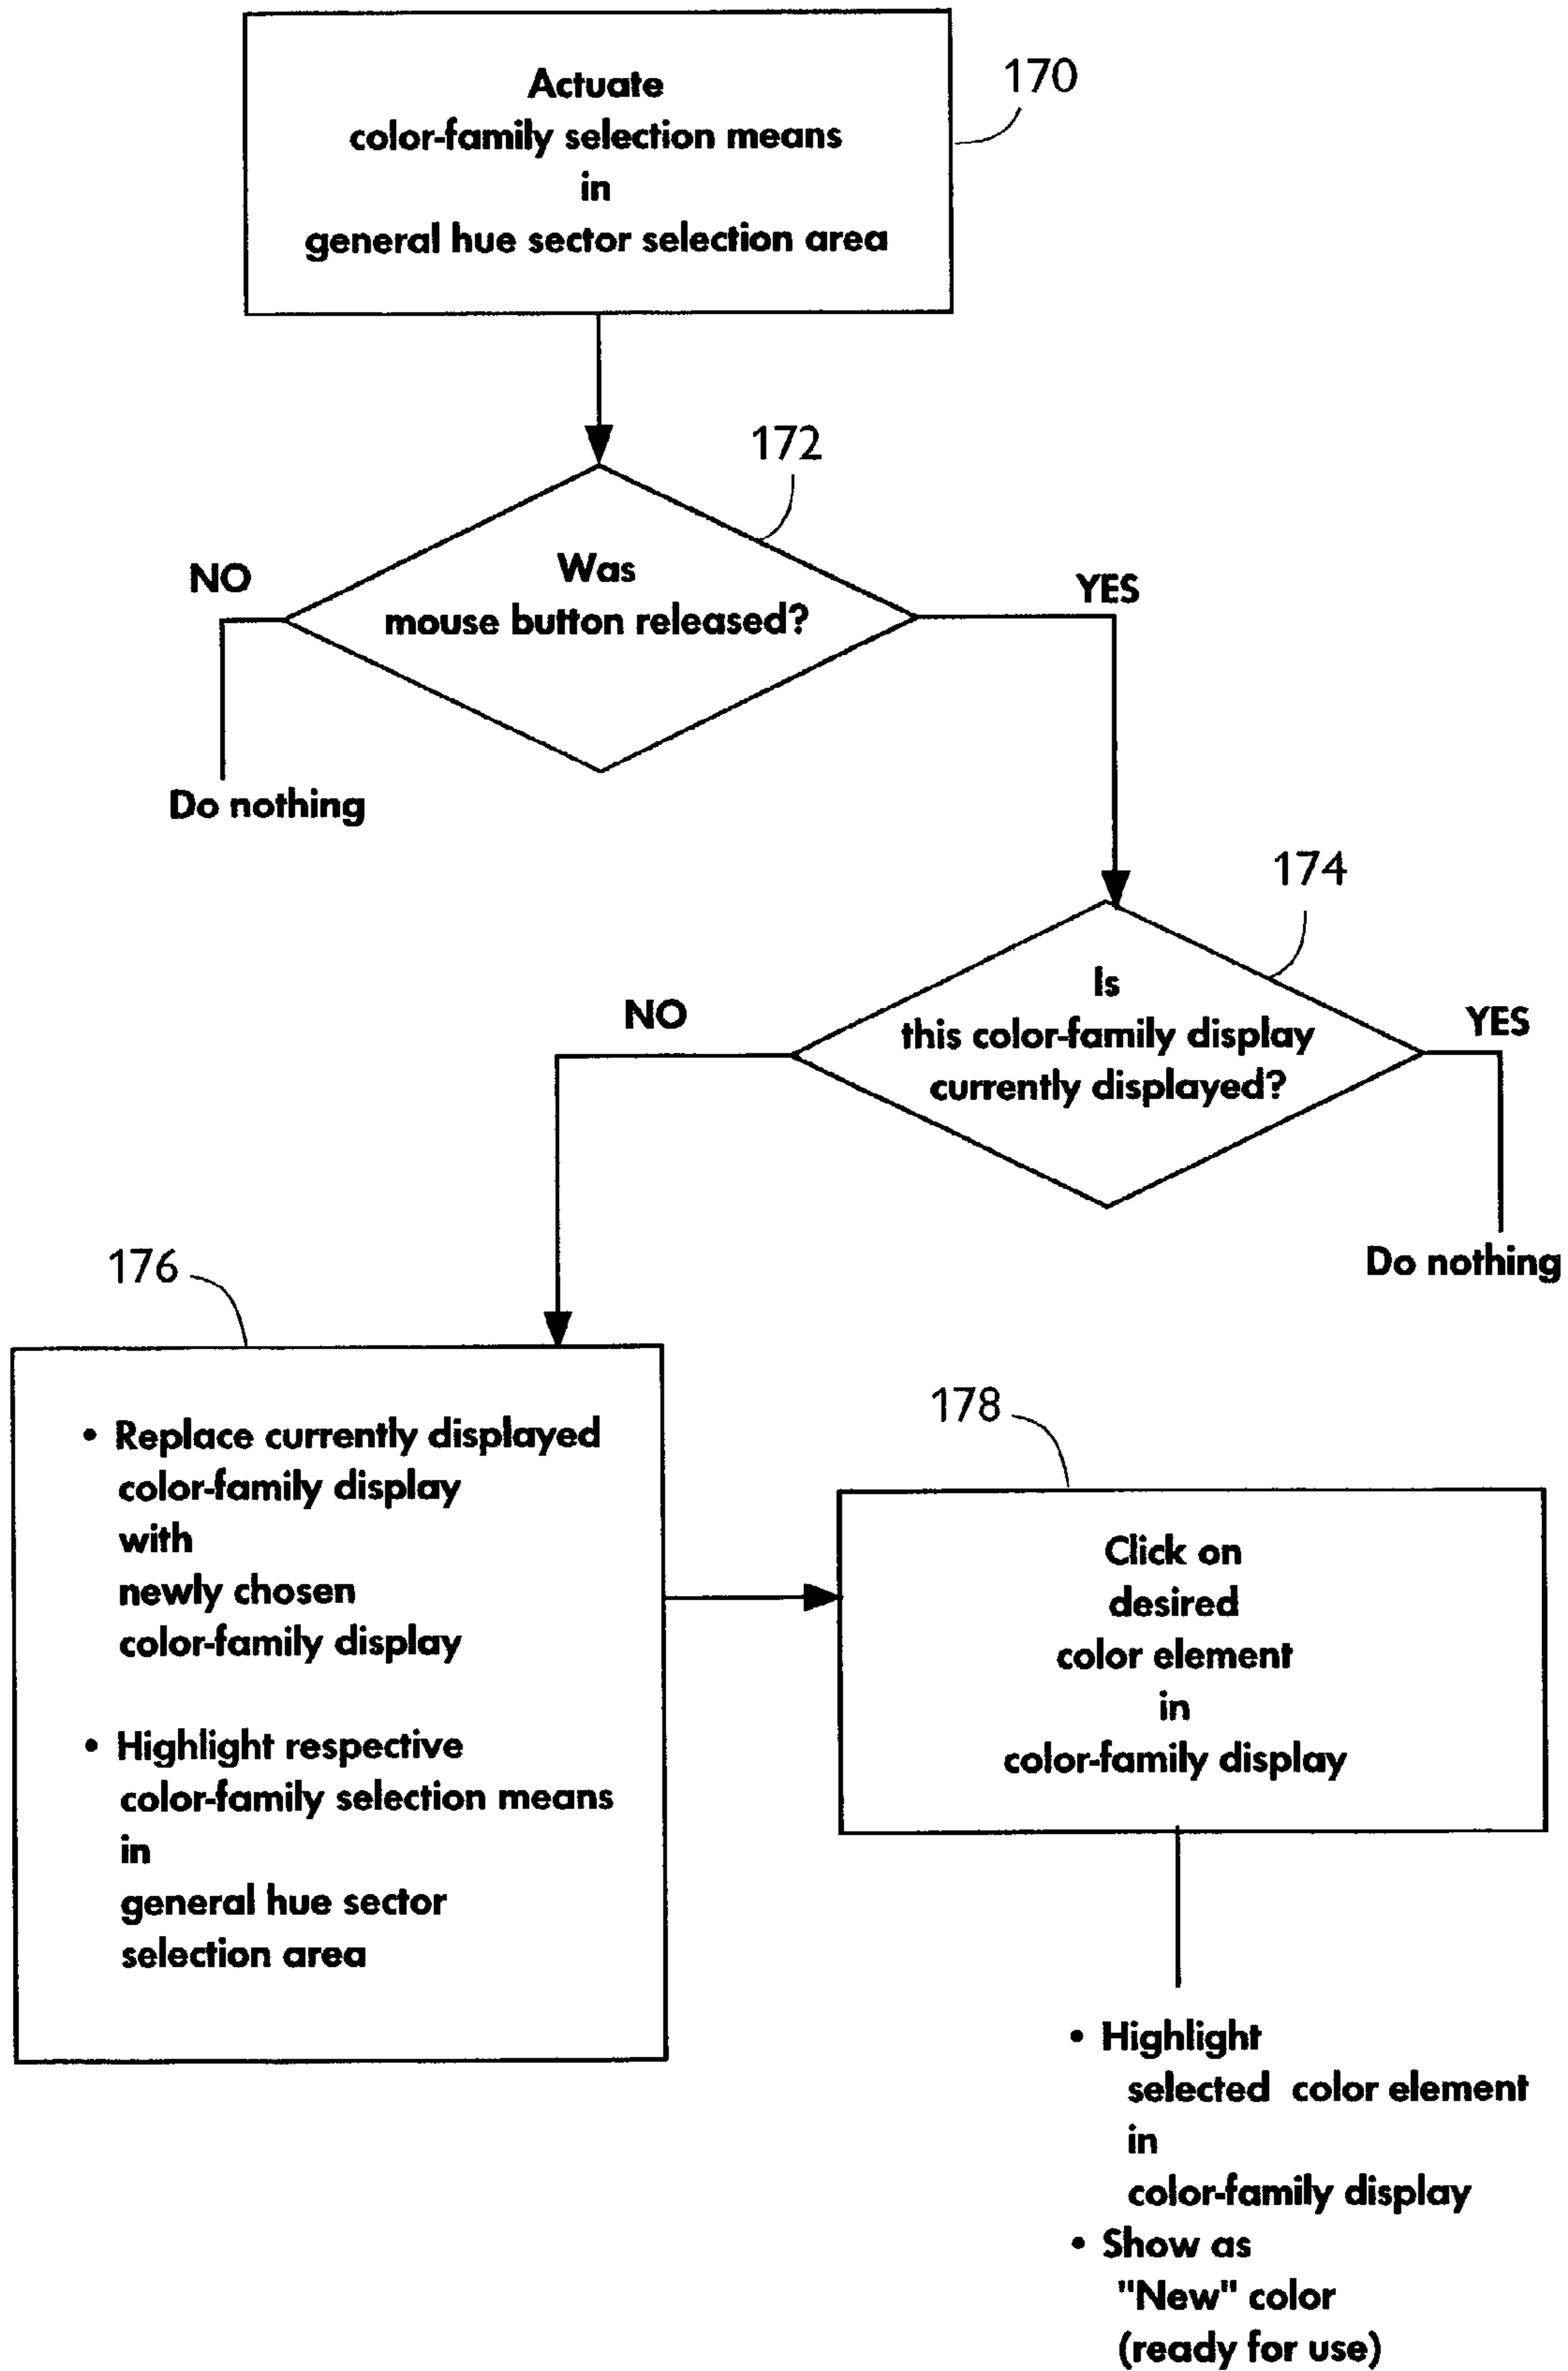 Actuate
color-family selection means
in
general hue sector selection area
170
172
Was
mouse button released?
NO
YES
Do nothing
174
Is
this color-family display
currently displayed?
NO
YES
Do nothing
176
• Replace currently displayed
color-family display
with
newly chosen
color-family display
• Highlight respective
color-family selection means
in
general hue sector
selection area
178
Click on
desired
color element
in
color-family display
• Highlight
selected color element
in
color-family display
• Show as
"New" color
(ready for use)